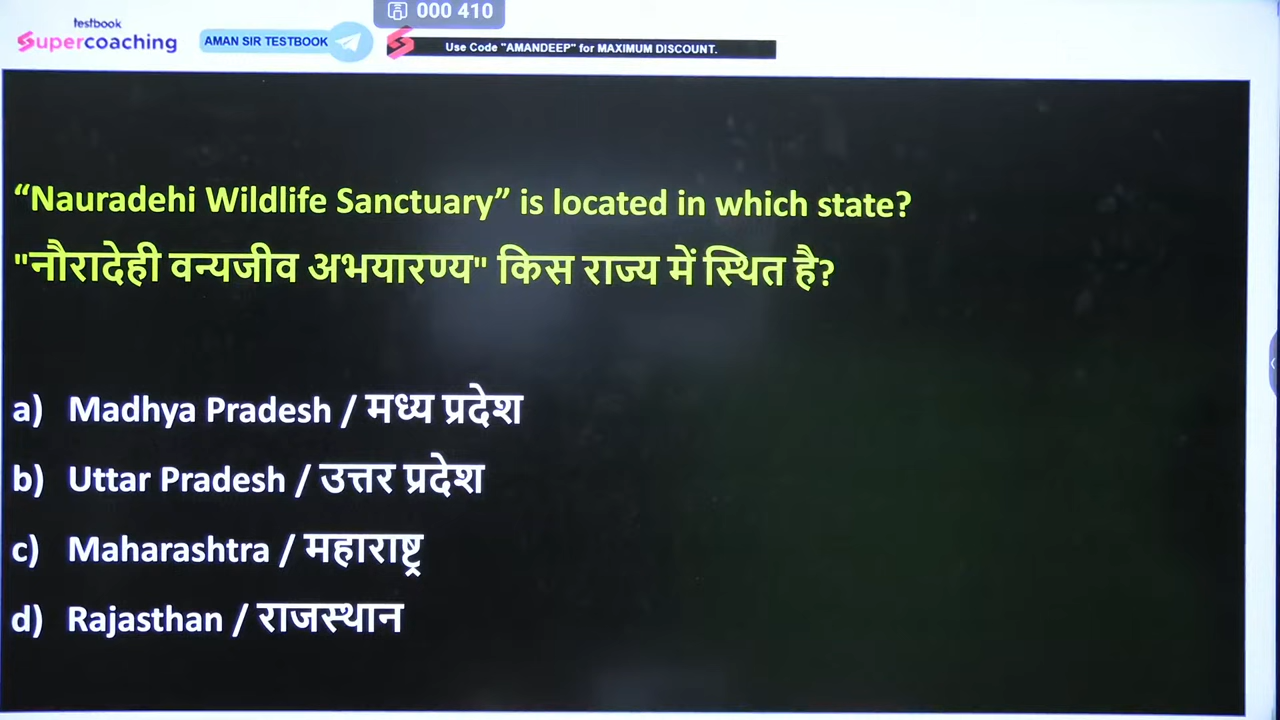 000 410
testbook
Supercoaching
AMAN SIR TESTBOOK
Use Code "AMANDEEP" for MAXIMUM DISCOUNT.
“Nauradehi Wildlife Sanctuary” is located in which state?
"नौरादेही वन्यजीव अभयारण्य" किस राज्य में स्थित है?
a) Madhya Pradesh / मध्य प्रदेश
b) Uttar Pradesh / उत्तर प्रदेश
c) Maharashtra / महाराष्ट्र
d) Rajasthan / राजस्थान